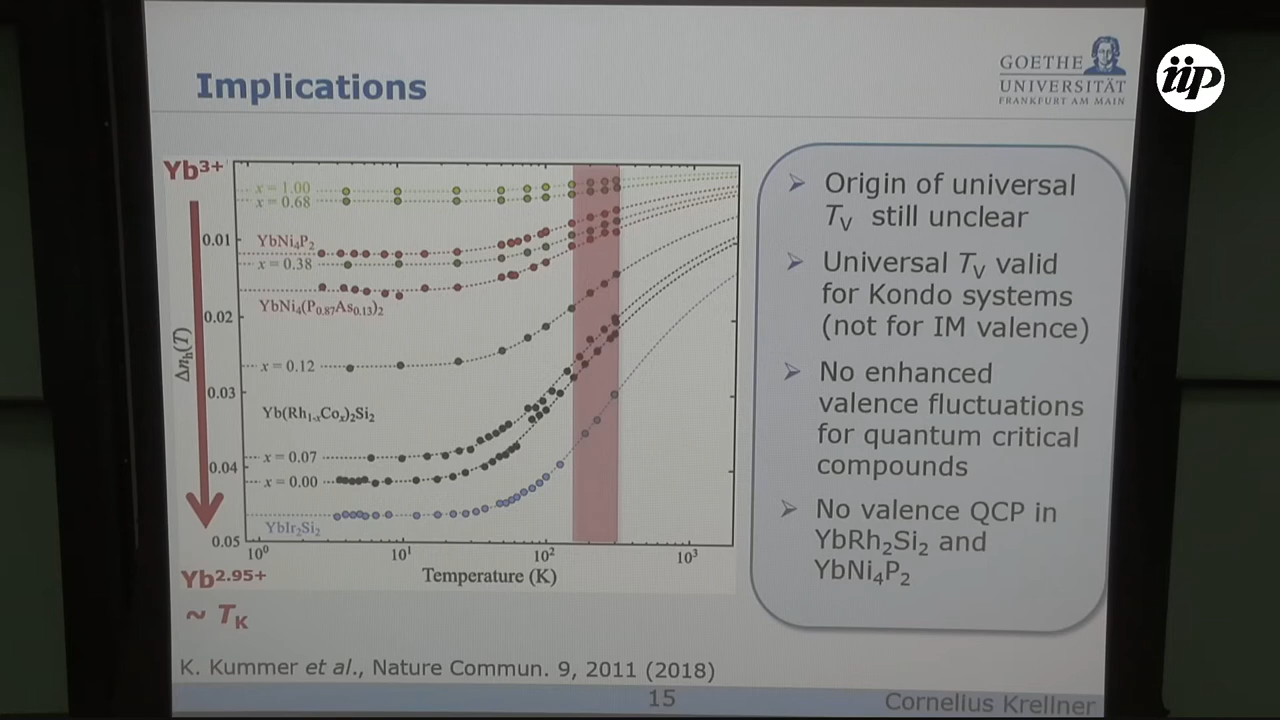 Implications
GOETHE
UNIVERSITÄT
FRANKFURT AM MAIN
iip
Yb³⁺
x = 1.00
x = 0.68
YbNi₄P₂
x = 0.38
YbNi₄(P₀.₈₇As₀.₁₃)₂
x = 0.12
Yb(Rh₁₋ₓCoₓ)₂Si₂
x = 0.07
x = 0.00
YbIr₂Si₂
0.01
0.02
0.03
0.04
0.05
Δnₕ(T)
10⁰
10¹
10²
10³
Temperature (K)
Yb²·⁹⁵⁺
~ T_K
➢ Origin of universal
T_V still unclear
➢ Universal T_V valid
for Kondo systems
(not for IM valence)
➢ No enhanced
valence fluctuations
for quantum critical
compounds
➢ No valence QCP in
YbRh₂Si₂ and
YbNi₄P₂
K. Kummer et al., Nature Commun. 9, 2011 (2018)
15
Cornelius Krellner